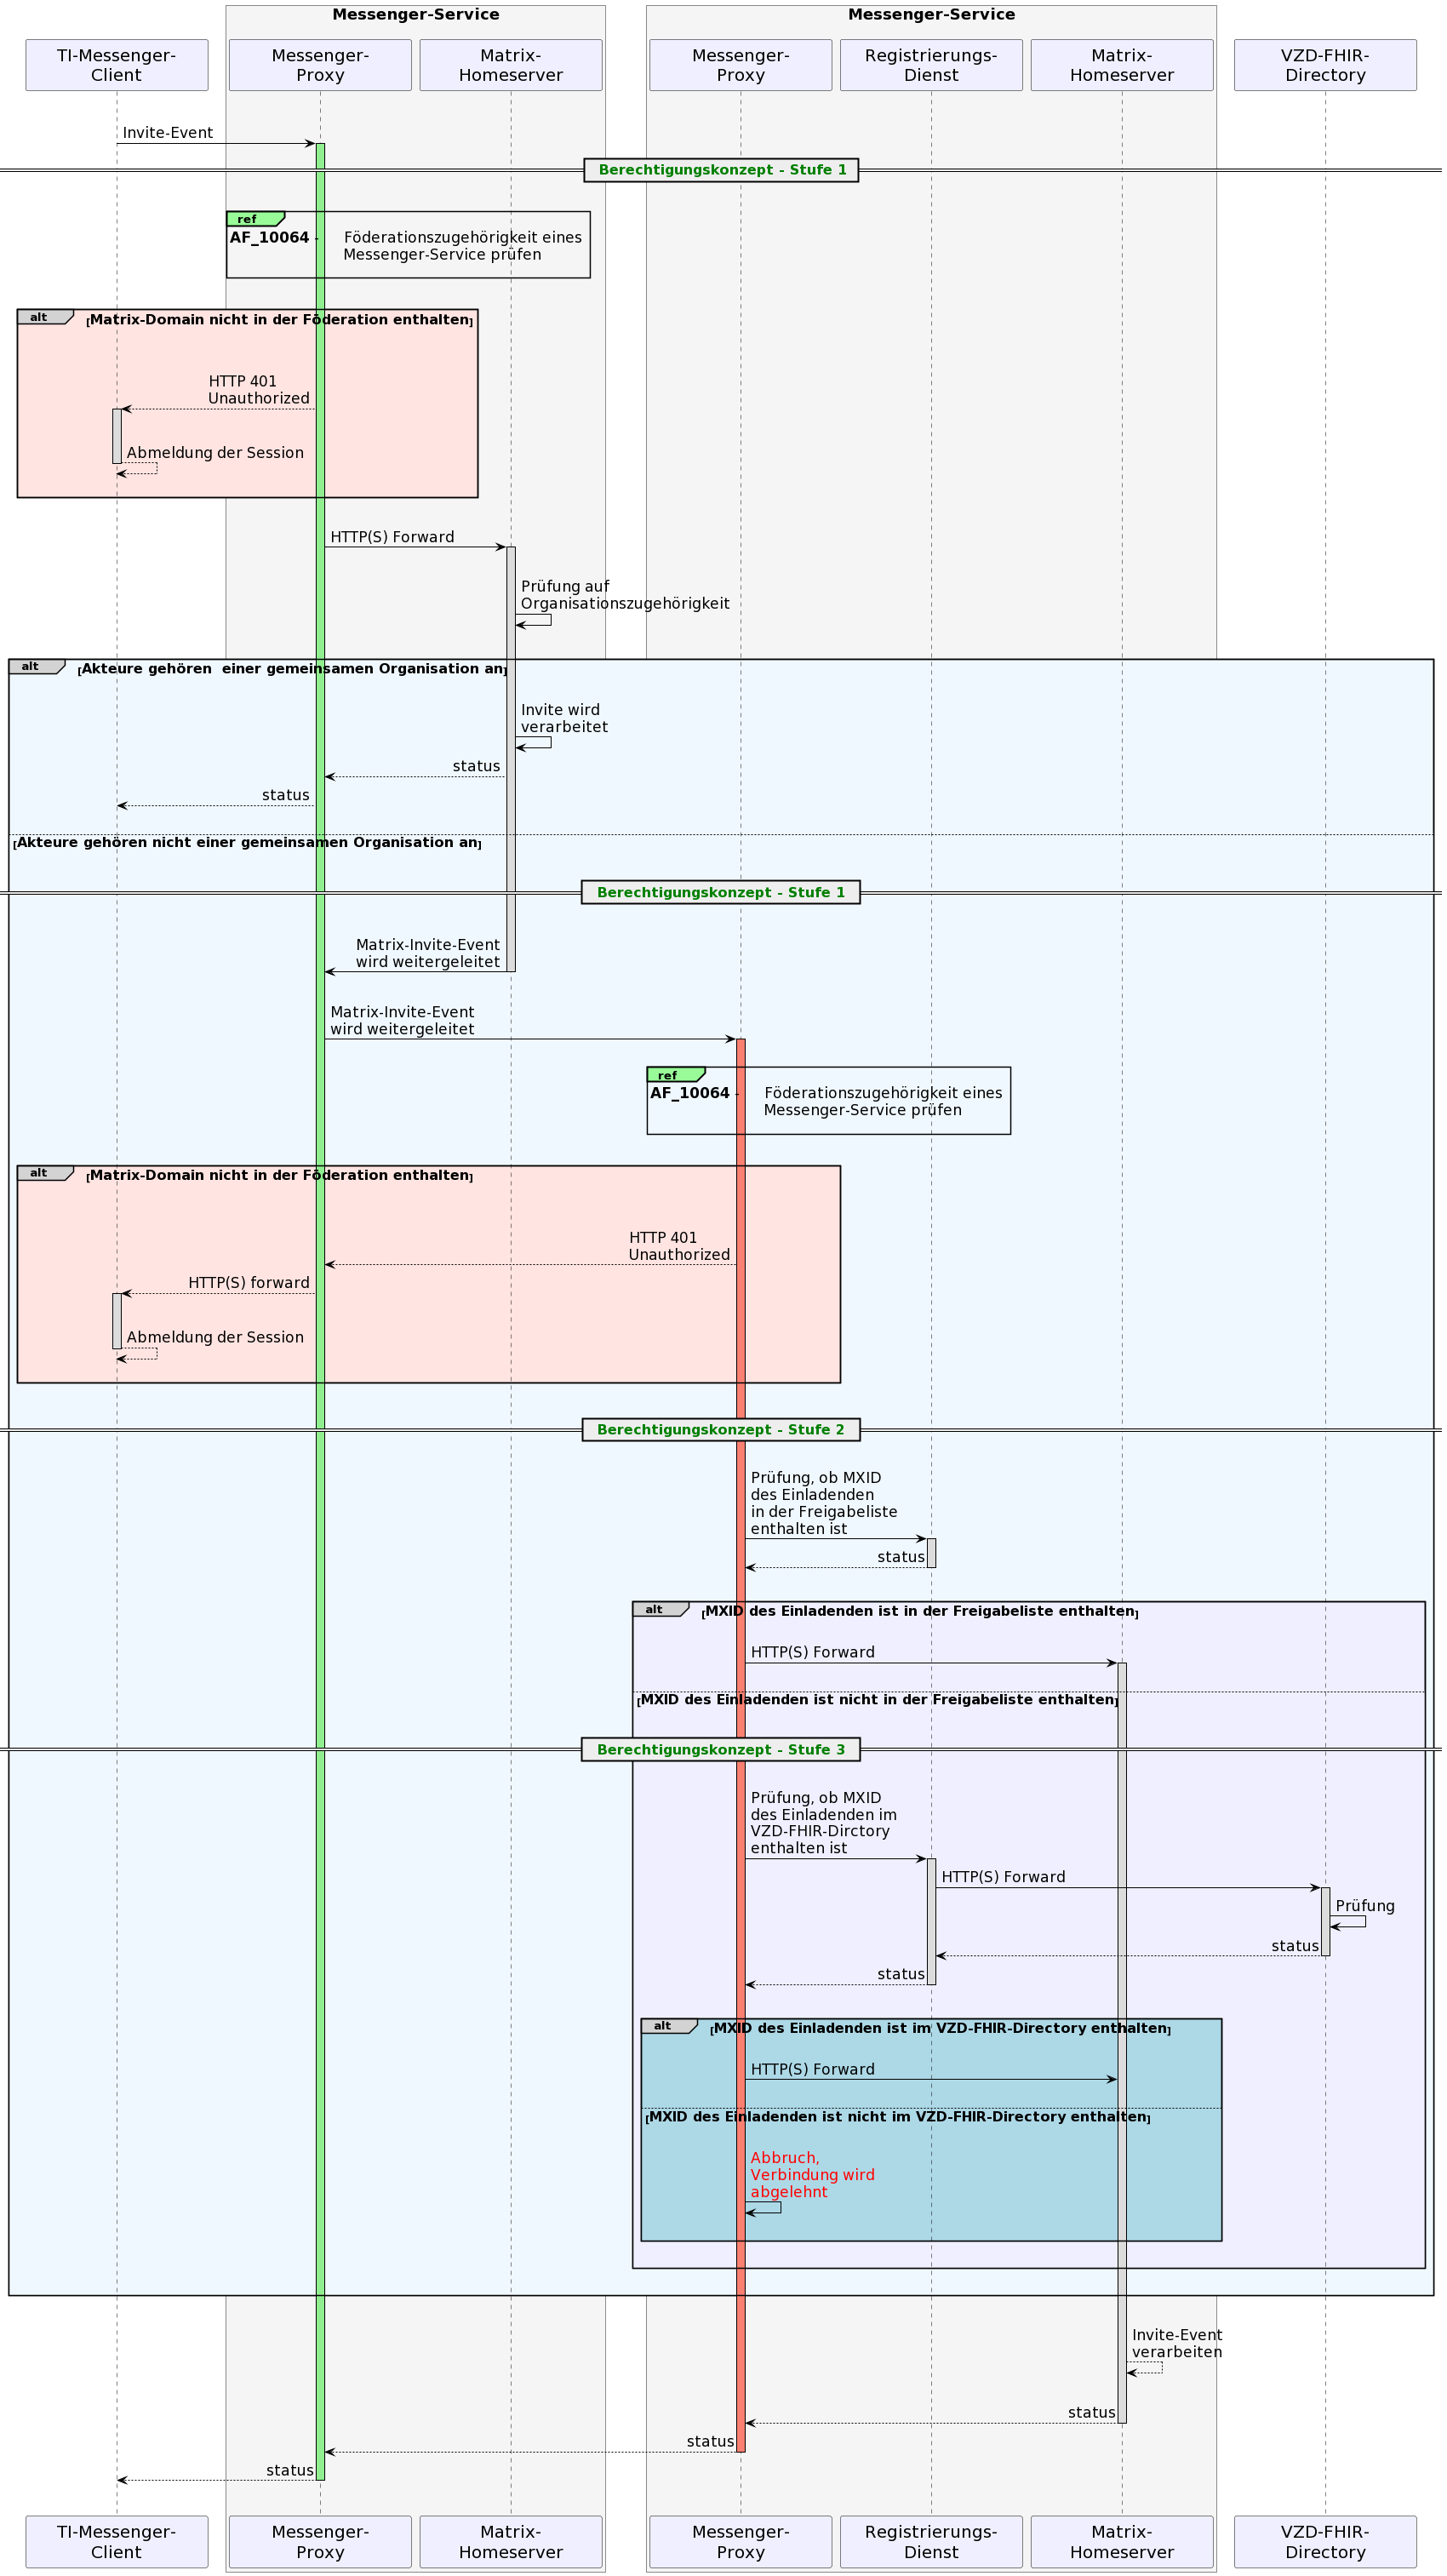 Messenger-Service
Messenger-Service
TI-Messenger-
Client
Messenger-
Proxy
Matrix-
Homeserver
Messenger-
Proxy
Registrierungs-
Dienst
Matrix-
Homeserver
VZD-FHIR-
Directory
Invite-Event
Berechtigungskonzept - Stufe 1
ref
AF_10064 - Föderationszugehörigkeit eines
Messenger-Service prüfen
alt [Matrix-Domain nicht in der Föderation enthalten]
HTTP 401
Unauthorized
Abmeldung der Session
HTTP(S) Forward
Prüfung auf
Organisationszugehörigkeit
alt [Akteure gehören  einer gemeinsamen Organisation an]
Invite wird
verarbeitet
status
status
[Akteure gehören nicht einer gemeinsamen Organisation an]
Berechtigungskonzept - Stufe 1
Matrix-Invite-Event
wird weitergeleitet
Matrix-Invite-Event
wird weitergeleitet
ref
AF_10064 - Föderationszugehörigkeit eines
Messenger-Service prüfen
alt [Matrix-Domain nicht in der Föderation enthalten]
HTTP 401
Unauthorized
HTTP(S) forward
Abmeldung der Session
Berechtigungskonzept - Stufe 2
Prüfung, ob MXID
des Einladenden
in der Freigabeliste
enthalten ist
status
alt [MXID des Einladenden ist in der Freigabeliste enthalten]
HTTP(S) Forward
[MXID des Einladenden ist nicht in der Freigabeliste enthalten]
Berechtigungskonzept - Stufe 3
Prüfung, ob MXID
des Einladenden im
VZD-FHIR-Dirctory
enthalten ist
HTTP(S) Forward
Prüfung
status
status
alt [MXID des Einladenden ist im VZD-FHIR-Directory enthalten]
HTTP(S) Forward
[MXID des Einladenden ist nicht im VZD-FHIR-Directory enthalten]
Abbruch,
Verbindung wird
abgelehnt
Invite-Event
verarbeiten
status
status
status
TI-Messenger-
Client
Messenger-
Proxy
Matrix-
Homeserver
Messenger-
Proxy
Registrierungs-
Dienst
Matrix-
Homeserver
VZD-FHIR-
Directory